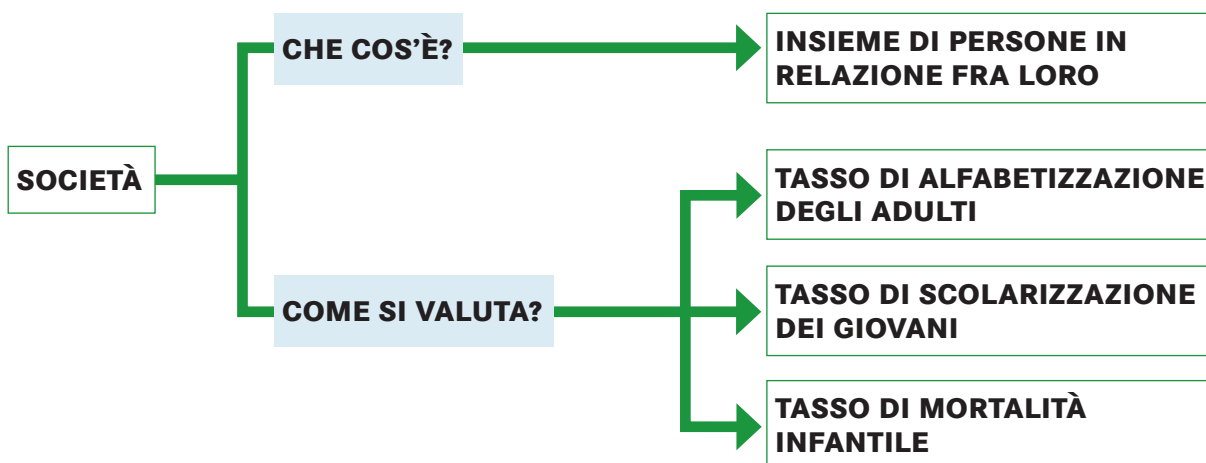 SOCIETÀ
CHE COS'È?
INSIEME DI PERSONE IN
RELAZIONE FRA LORO
COME SI VALUTA?
TASSO DI ALFABETIZZAZIONE
DEGLI ADULTI
TASSO DI SCOLARIZZAZIONE
DEI GIOVANI
TASSO DI MORTALITÀ
INFANTILE